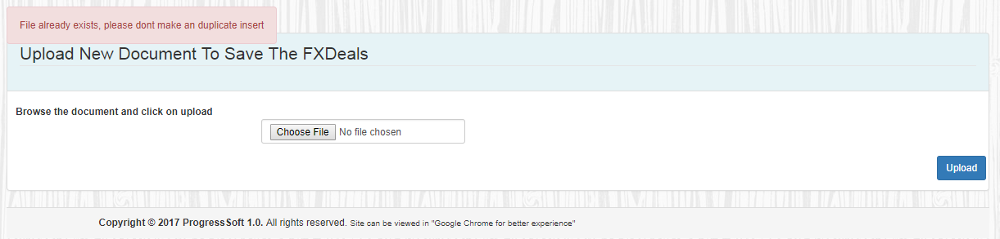 File already exists, please dont make an duplicate insert
Upload New Document To Save The FXDeals
Browse the document and click on upload
Choose File No file chosen
Upload
Copyright © 2017 ProgressSoft 1.0. All rights reserved. Site can be viewed in "Google Chrome for better experience"